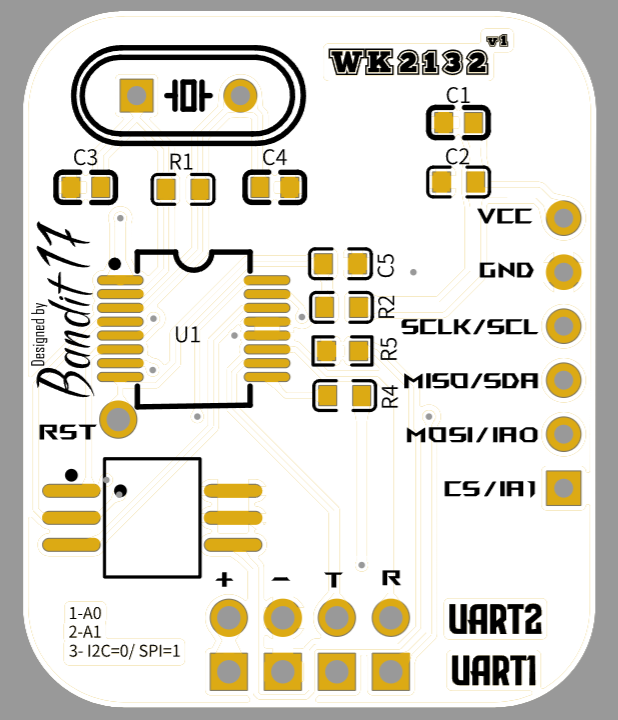 WK2132 v1
C1
C3
R1
C4
C2
VCC
GND
C5
R2
SCLK/SCL
U1
R5
MISO/SDA
R4
Designed by
Bandit 17
RST
MOSI/IA0
CS/IA1
+ - T R
1-A0
2-A1
3- I2C=0/ SPI=1
UART2
UART1